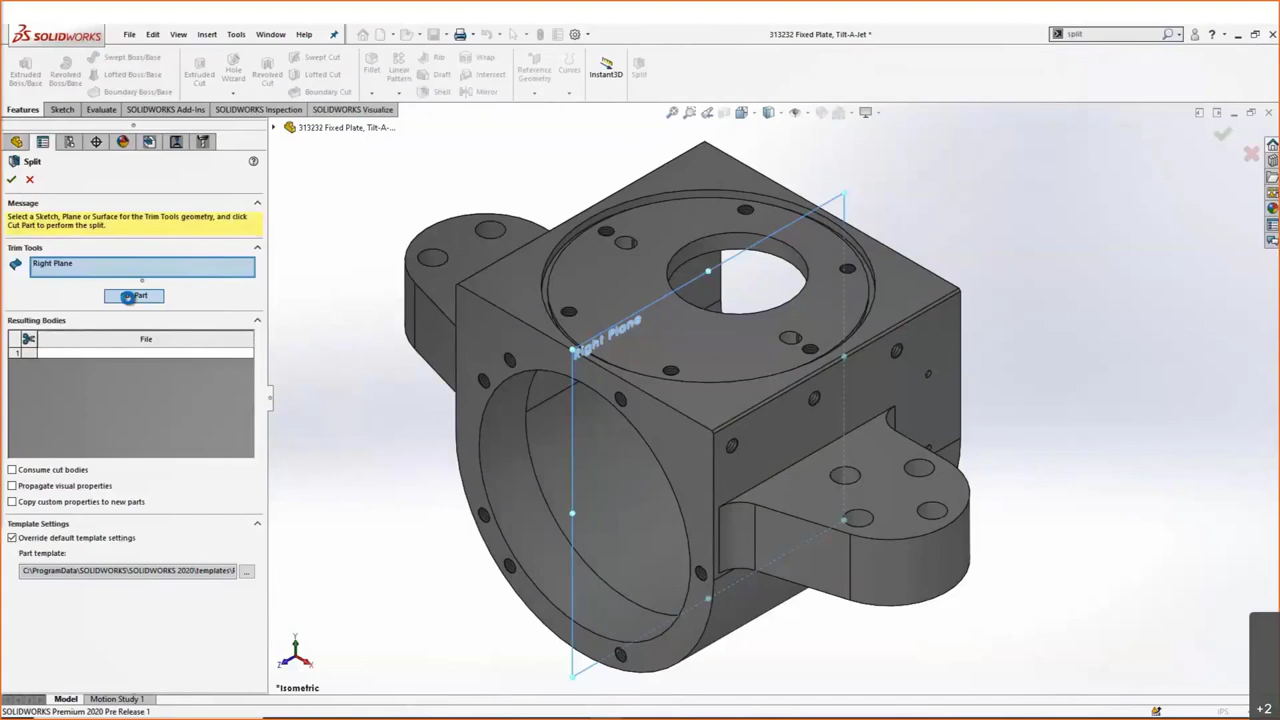 SOLIDWORKS File Edit View Insert Tools Window Help 313232 Fixed Plate, Tilt-A-Jet * split
Extruded Boss/Base
Revolved Boss/Base
Swept Boss/Base
Lofted Boss/Base
Boundary Boss/Base
Extruded Cut
Hole Wizard
Revolved Cut
Swept Cut
Lofted Cut
Boundary Cut
Fillet
Linear Pattern
Rib
Draft
Shell
Wrap
Intersect
Mirror
Reference Geometry
Curves
Instant3D
Split
Features Sketch Evaluate SOLIDWORKS Add-Ins SOLIDWORKS Inspection SOLIDWORKS Visualize
313232 Fixed Plate, Tilt-A-...
Split
Message
Select a Sketch, Plane or Surface for the Trim Tools geometry, and click
Cut Part to perform the split.
Trim Tools
Right Plane
Part
Resulting Bodies
File
1
Consume cut bodies
Propagate visual properties
Copy custom properties to new parts
Template Settings
Override default template settings
Part template:
C:\ProgramData\SOLIDWORKS\SOLIDWORKS 2020\templates\
...
Right Plane
Y
Z
X
*Isometric
Model Motion Study 1
SOLIDWORKS Premium 2020 Pre Release 1
IPS
+2